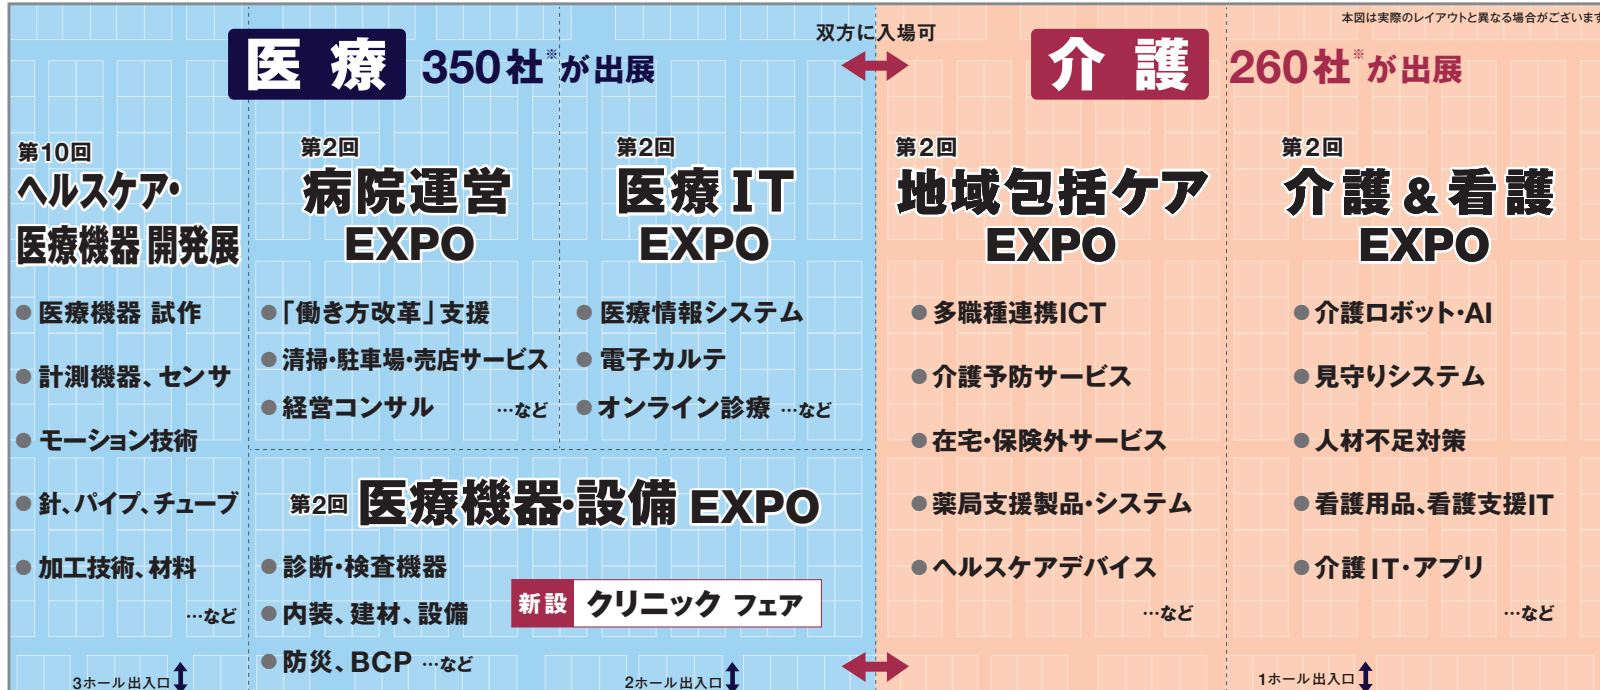 本図は実際のレイアウトと異なる場合がございます
医療 350社※が出展
双方に入場可
介護 260社※が出展
第10回
ヘルスケア・
医療機器 開発展
● 医療機器 試作
● 計測機器、センサ
● モーション技術
● 針、パイプ、チューブ
● 加工技術、材料
…など
第2回
病院運営
EXPO
● 「働き方改革」支援
● 清掃・駐車場・売店サービス
● 経営コンサル …など
第2回
医療IT
EXPO
● 医療情報システム
● 電子カルテ
● オンライン診療 …など
第2回 医療機器・設備 EXPO
● 診断・検査機器
● 内装、建材、設備
● 防災、BCP …など
新設 クリニック フェア
第2回
地域包括ケア
EXPO
● 多職種連携ICT
● 介護予防サービス
● 在宅・保険外サービス
● 薬局支援製品・システム
● ヘルスケアデバイス
…など
第2回
介護&看護
EXPO
● 介護ロボット・AI
● 見守りシステム
● 人材不足対策
● 看護用品、看護支援IT
● 介護IT・アプリ
…など
3ホール出入口
2ホール出入口
1ホール出入口